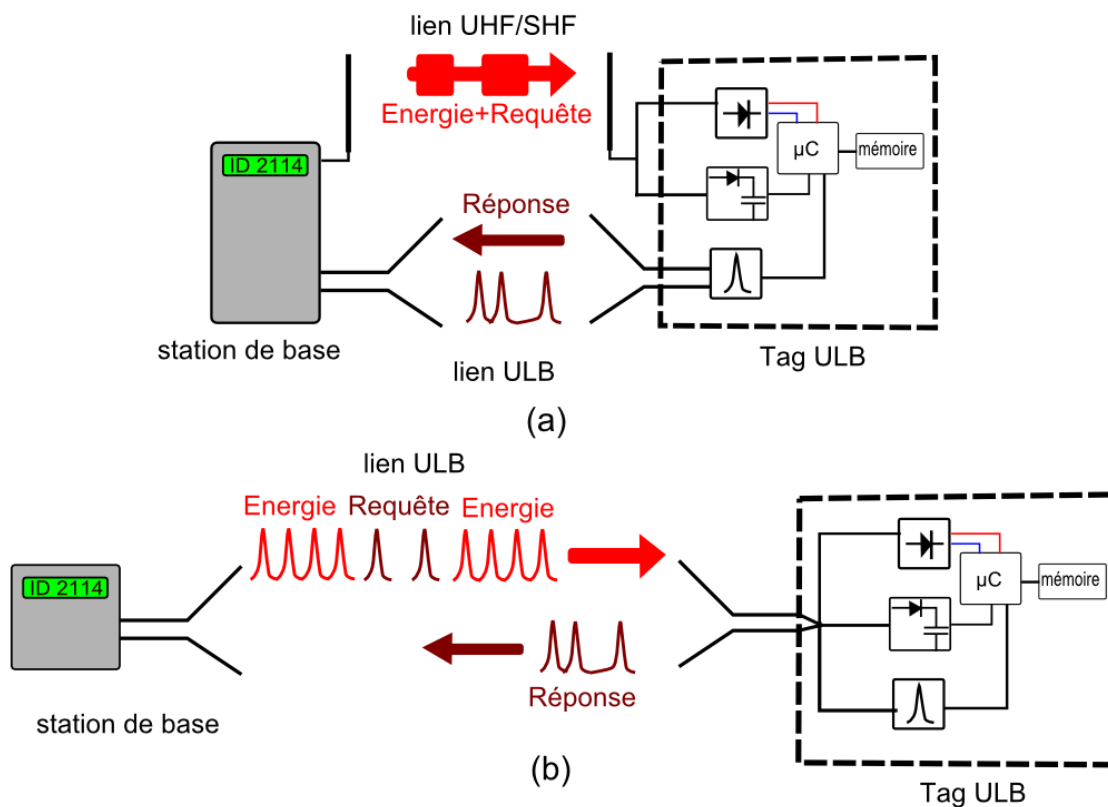 lien UHF/SHF
Energie+Requête
ID 2114
µC
mémoire
Réponse
station de base
lien ULB
Tag ULB
(a)
lien ULB
Energie Requête Energie
ID 2114
µC
mémoire
Réponse
station de base
(b)
Tag ULB